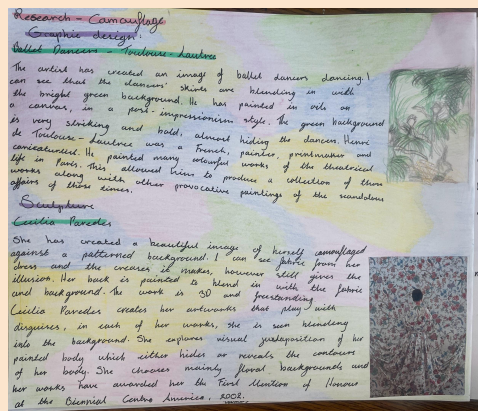 Research - Camouflage
Graphic design:
Ballet Dancers - Toulouse-Lautrec
The artist has created an image of ballet dancers dancing. I
can see that the dancers' skirts are blending in with
the bright green background. He has painted in oils on
a canvas, in a post-impressionism style. The green background
is very striking and bold, almost hiding the dancers. Henri
de Toulouse-Lautrec was a French, painter, printmaker and
caricaturised. He painted many colourful works of the theatrical
life in Paris. This allowed him to produce a collection of these
works along with other provocative paintings of the scandalous
affairs of those times.
Sculpture
Cecilia Paredes
She has created a beautiful image of herself camouflaged
against a patterned background. I can see fabric from her
dress and the creases it makes, however still gives the
illusion. Her back is painted to blend in with the fabric
and background. The work is 3D and freestanding
Cecilia Paredes creates her artworks that play with
disguises, in each of her works, she is seen blending
into the background. She explores visual juxtaposition of her
painted body which either hides or reveals the contours
of her body. She chooses mainly floral backgrounds and
her works have awarded her the First Mention of Honour
at the Biennial Centro America, 2002.